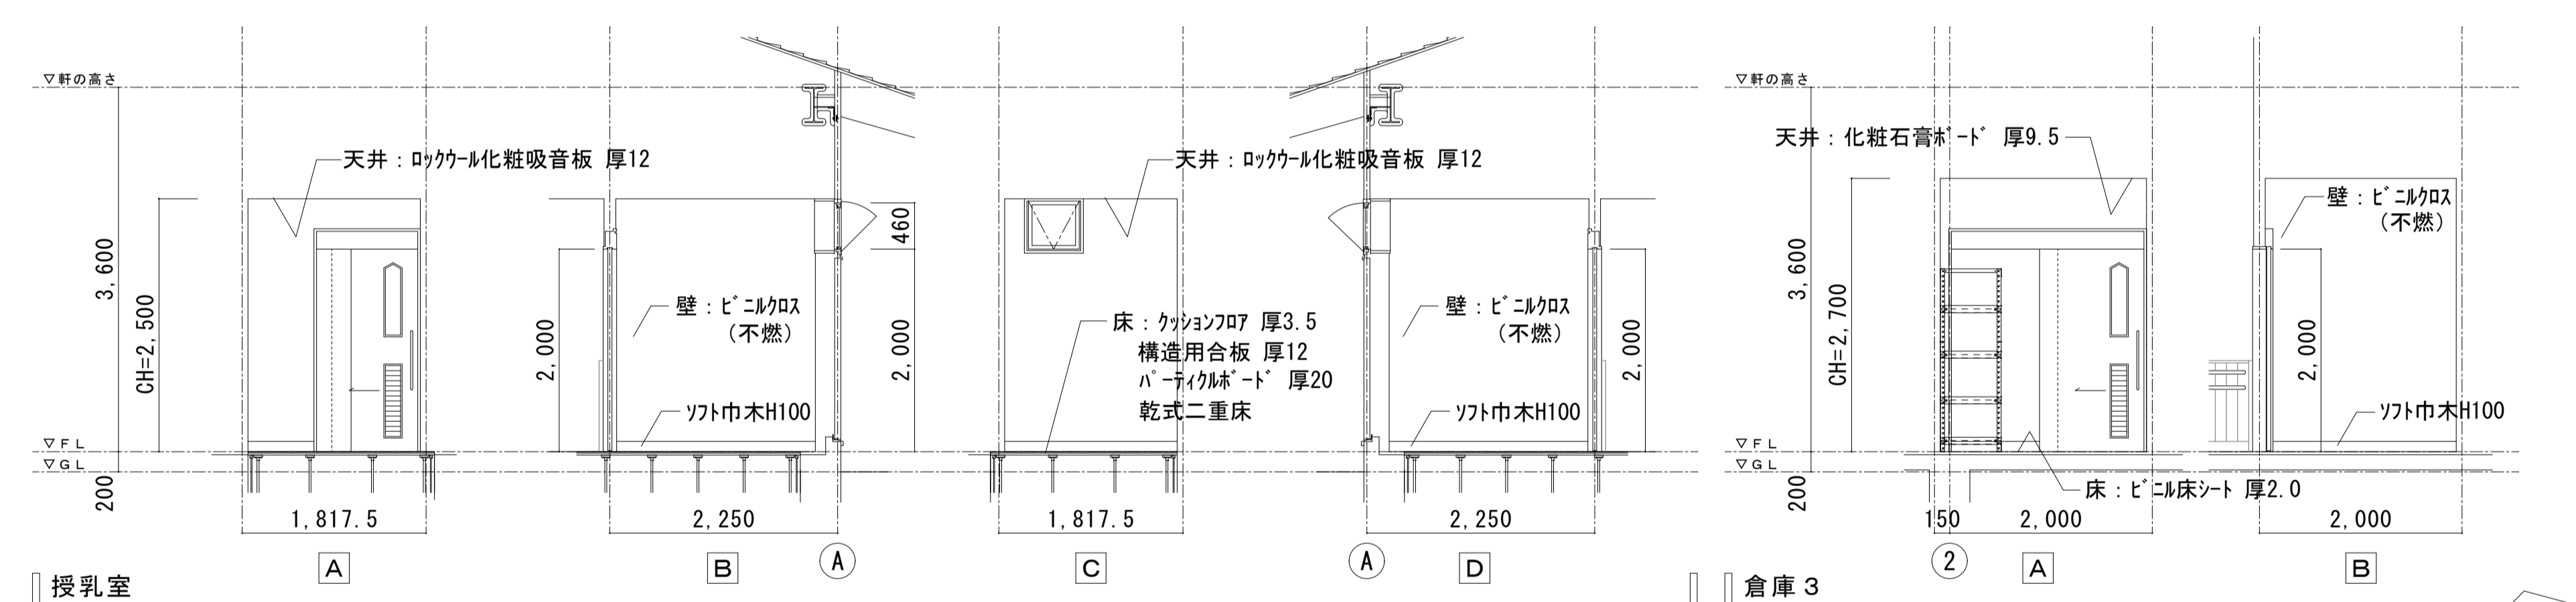 ▽軒の高さ
天井：ロックウール化粧吸音板 厚12
3,600
CH=2,500
▽ＦＬ
▽ＧＬ
200
1,817.5
A
2,000
壁：ビニルクロス
（不燃）
ソフト巾木H100
460
2,000
2,250
B
A
天井：ロックウール化粧吸音板 厚12
床：クッションフロア 厚3.5
構造用合板 厚12
パーティクルボード 厚20
乾式二重床
1,817.5
C
壁：ビニルクロス
（不燃）
ソフト巾木H100
2,000
2,250
A
D
授乳室
▽軒の高さ
天井：化粧石膏ボード 厚9.5
3,600
CH=2,700
▽ＦＬ
▽ＧＬ
200
床：ビニル床シート 厚2.0
150
2,000
2
A
壁：ビニルクロス
（不燃）
2,000
ソフト巾木H100
2,000
B
倉庫３